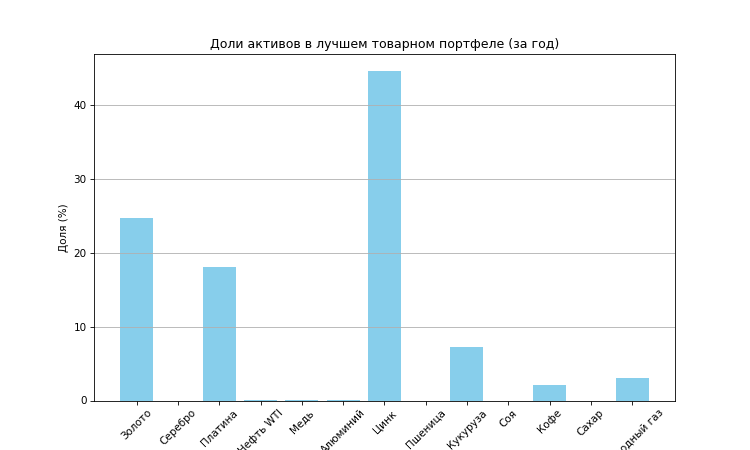 Доли активов в лучшем товарном портфеле (за год)
Доля (%)
40
30
20
10
0
Золото
Серебро
Платина
Нефть WTI
Медь
Алюминий
Цинк
Пшеница
Кукуруза
Соя
Кофе
Сахар
газ